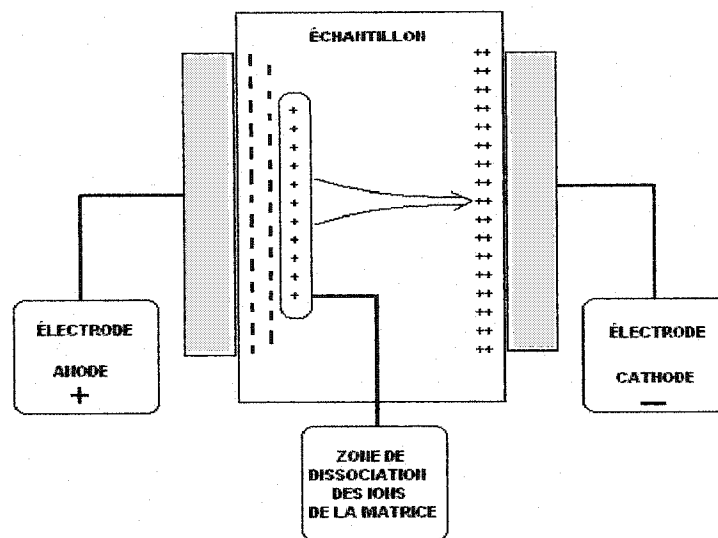 ÉCHANTILLON
ÉLECTRODE
ANODE
+
ÉLECTRODE
CATHODE
—
ZONE DE
DISSOCIATION
DES IONS
DE LA MATRICE